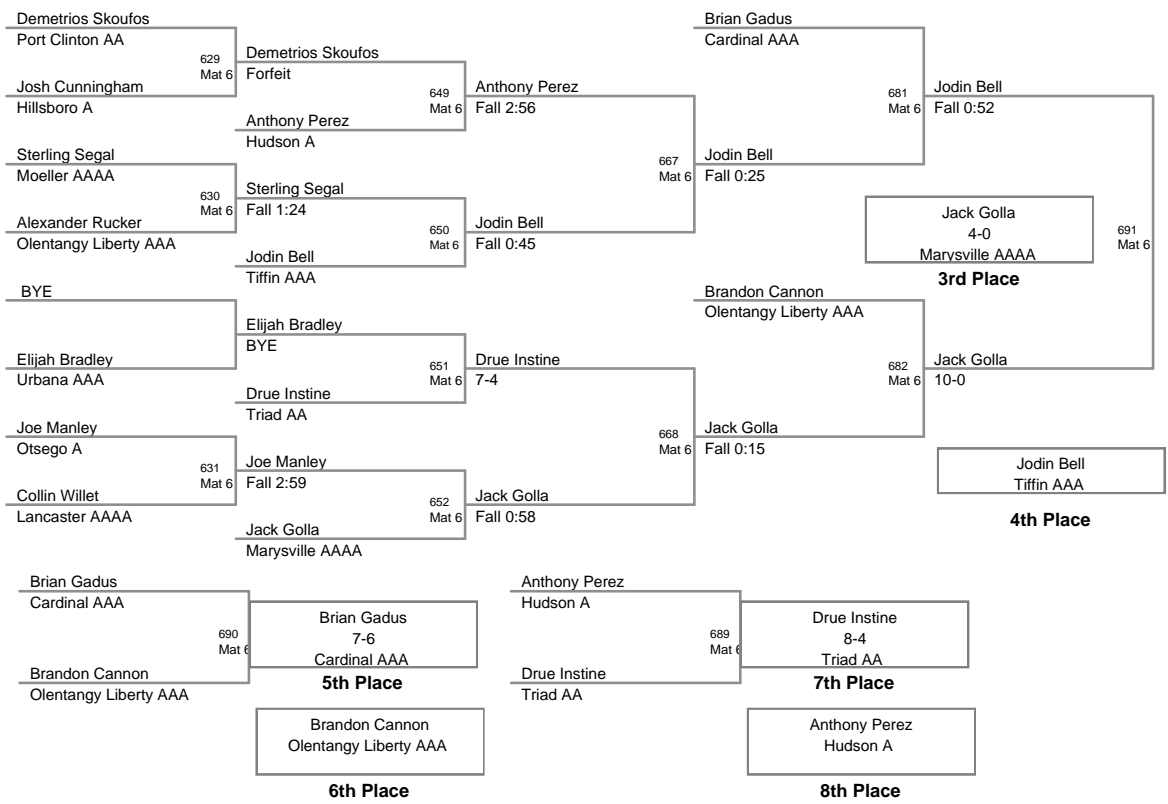 Demetrios Skoufos
Port Clinton AA
629
Mat 6
Josh Cunningham
Hillsboro A
Sterling Segal
Moeller AAAA
630
Mat 6
Alexander Rucker
Olentangy Liberty AAA
BYE
Elijah Bradley
Urbana AAA
Joe Manley
Otsego A
631
Mat 6
Collin Willet
Lancaster AAAA
Demetrios Skoufos
Forfeit
649
Mat 6
Anthony Perez
Hudson A
Sterling Segal
Fall 1:24
650
Mat 6
Jodin Bell
Tiffin AAA
Elijah Bradley
BYE
651
Mat 6
Drue Instine
Triad AA
Joe Manley
Fall 2:59
652
Mat 6
Jack Golla
Marysville AAAA
Anthony Perez
Fall 2:56
667
Mat 6
Jodin Bell
Fall 0:45
Drue Instine
7-4
668
Mat 6
Jack Golla
Fall 0:58
Brian Gadus
Cardinal AAA
681
Mat 6
Jodin Bell
Fall 0:25
Brandon Cannon
Olentangy Liberty AAA
682
Mat 6
Jack Golla
Fall 0:15
Jodin Bell
Fall 0:52
691
Mat 6
Jack Golla
10-0
Jack Golla
4-0
Marysville AAAA
3rd Place
Jodin Bell
Tiffin AAA
4th Place
Brian Gadus
Cardinal AAA
690
Mat 6
Brandon Cannon
Olentangy Liberty AAA
Brian Gadus
7-6
Cardinal AAA
5th Place
Brandon Cannon
Olentangy Liberty AAA
6th Place
Anthony Perez
Hudson A
689
Mat 6
Drue Instine
Triad AA
Drue Instine
8-4
Triad AA
7th Place
Anthony Perez
Hudson A
8th Place